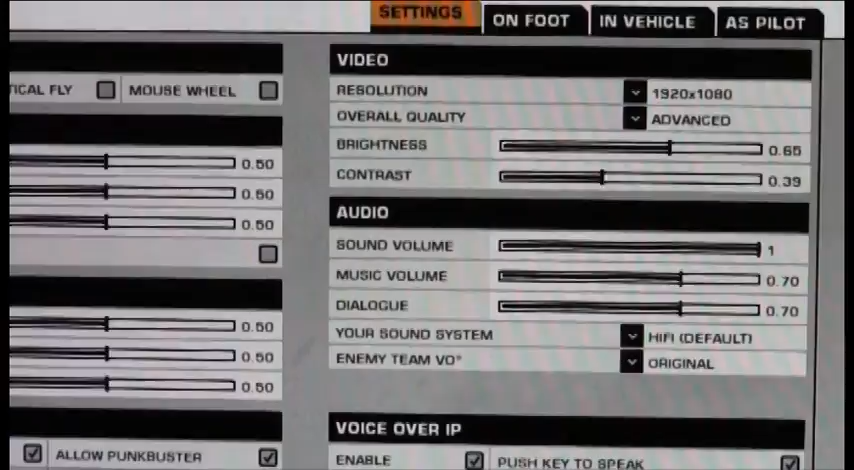 SETTINGS ON FOOT IN VEHICLE AS PILOT
MOUSE WHEEL
0.50
0.50
0.50
0.50
0.50
0.50
ALLOW PUNKBUSTER
VIDEO
RESOLUTION 1920x1080
OVERALL QUALITY ADVANCED
BRIGHTNESS 0.65
CONTRAST 0.39
AUDIO
SOUND VOLUME 1
MUSIC VOLUME 0.70
DIALOGUE 0.70
YOUR SOUND SYSTEM HIFI (DEFAULT)
ENEMY TEAM VO* ORIGINAL
VOICE OVER IP
ENABLE PUSH KEY TO SPEAK